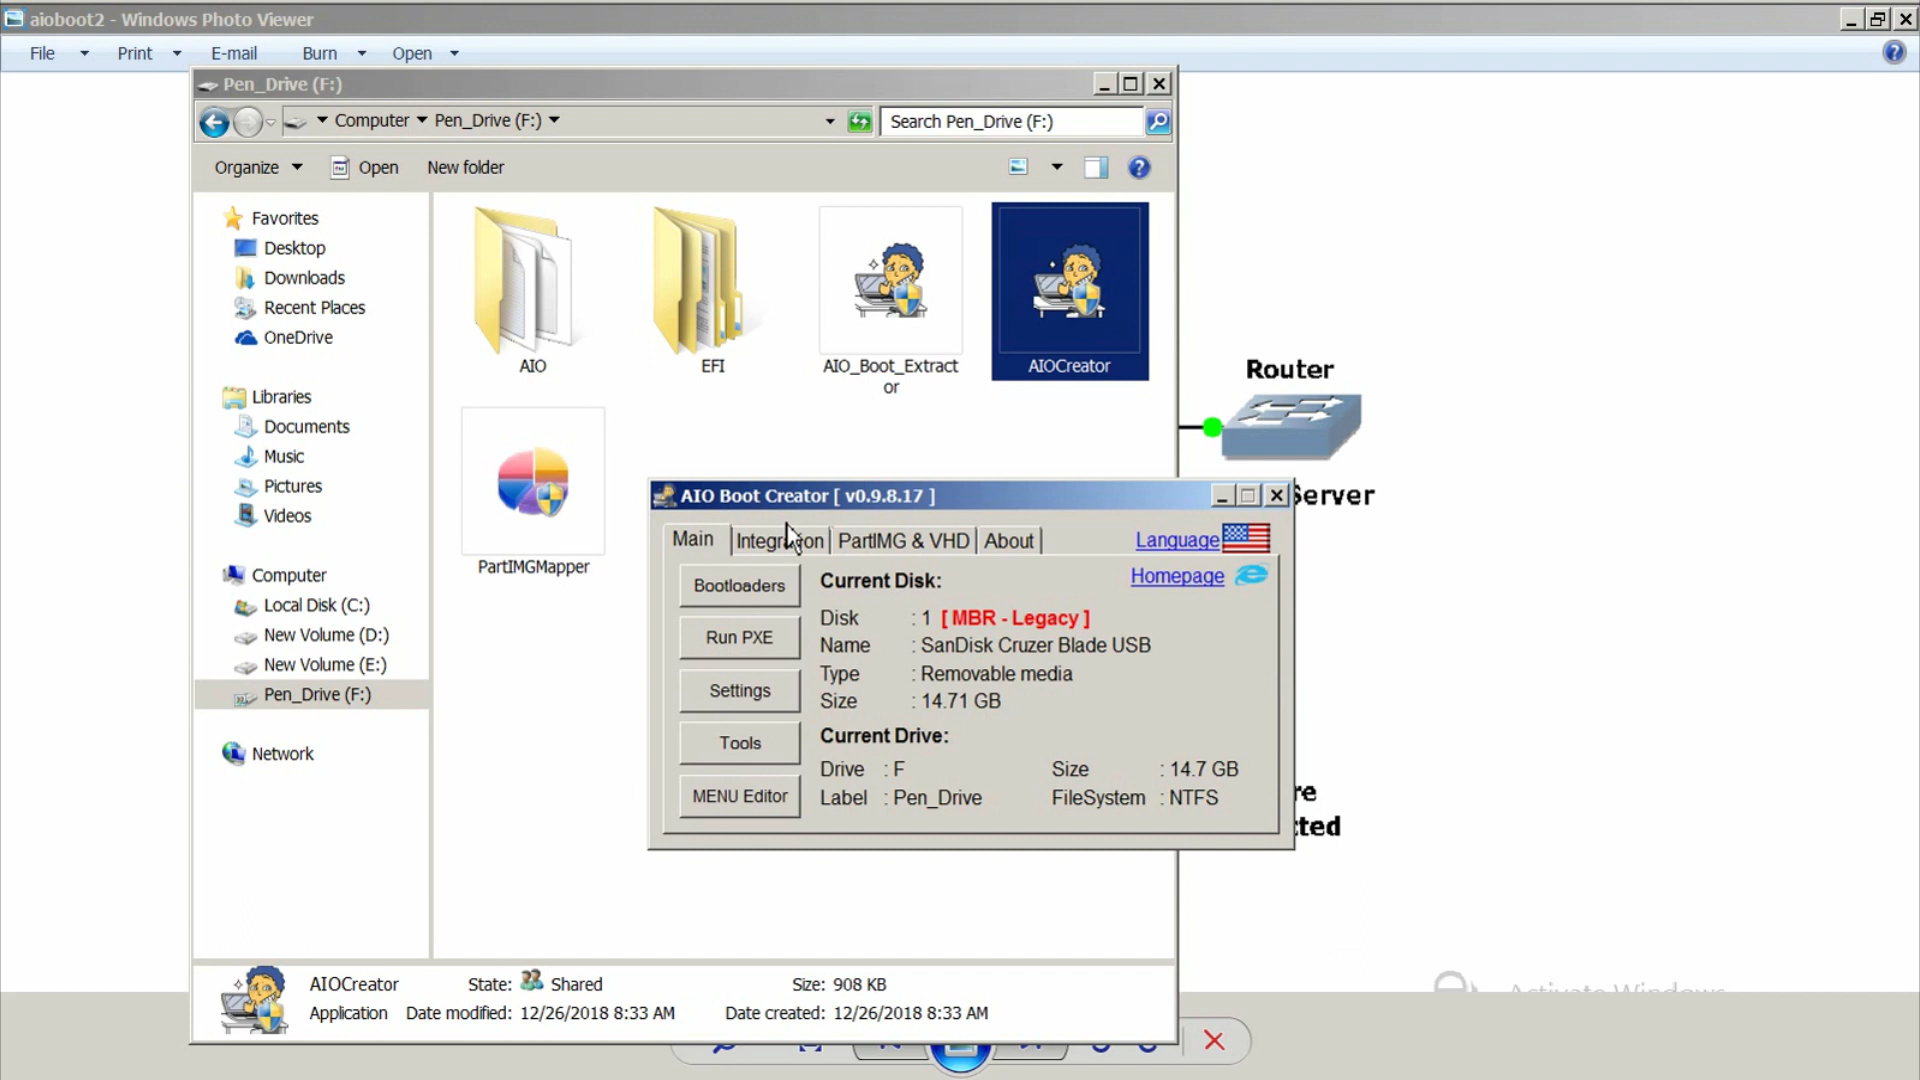 aioboot2 - Windows Photo Viewer
File Print E-mail Burn Open
Pen_Drive (F:)
Computer Pen_Drive (F:)
Search Pen_Drive (F:)
Organize Open New folder
Favorites
Desktop
Downloads
Recent Places
OneDrive
Libraries
Documents
Music
Pictures
Videos
Computer
Local Disk (C:)
New Volume (D:)
New Volume (E:)
Pen_Drive (F:)
Network
AIO
EFI
AIO_Boot_Extract
or
AIOCreator
PartIMGMapper
Router
Server
AIO Boot Creator [ v0.9.8.17 ]
Main Integration PartIMG & VHD About
Language
Homepage
Bootloaders
Run PXE
Settings
Tools
MENU Editor
Current Disk:
Disk : 1 [ MBR - Legacy ]
Name : SanDisk Cruzer Blade USB
Type : Removable media
Size : 14.71 GB
Current Drive:
Drive : F Size : 14.7 GB
Label : Pen_Drive FileSystem : NTFS
re
cted
AIOCreator State: Shared Size: 908 KB
Application Date modified: 12/26/2018 8:33 AM Date created: 12/26/2018 8:33 AM
Activate Windows